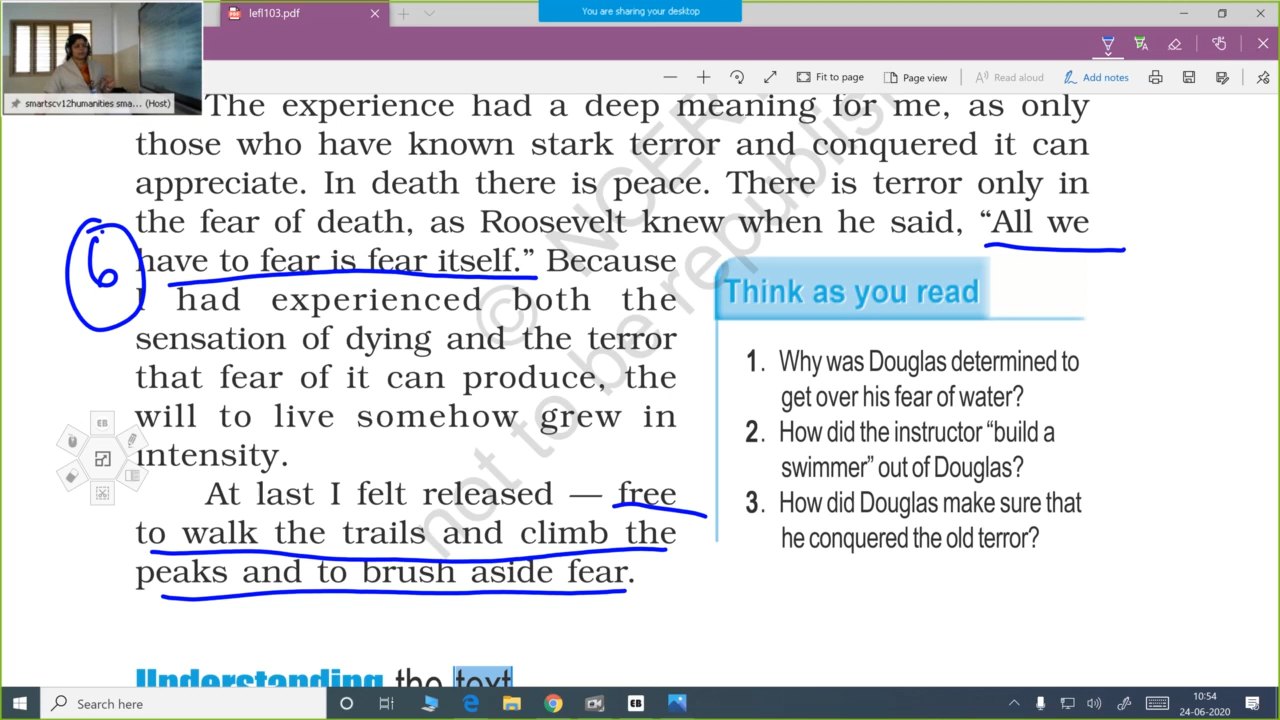 lefl103.pdf
You are sharing your desktop
smartscv12humanities sma... (Host)
Fit to page
Page view
Read aloud
Add notes
The experience had a deep meaning for me, as only
those who have known stark terror and conquered it can
appreciate. In death there is peace. There is terror only in
the fear of death, as Roosevelt knew when he said, “All we
have to fear is fear itself.” Because
I had experienced both the
sensation of dying and the terror
that fear of it can produce, the
will to live somehow grew in
intensity.
At last I felt released — free
to walk the trails and climb the
peaks and to brush aside fear.
6
Think as you read
1. Why was Douglas determined to
get over his fear of water?
2. How did the instructor “build a
swimmer” out of Douglas?
3. How did Douglas make sure that
he conquered the old terror?
© NCER
not to be republish
EB
Understanding the text
Search here
EB
10:54
24-06-2020